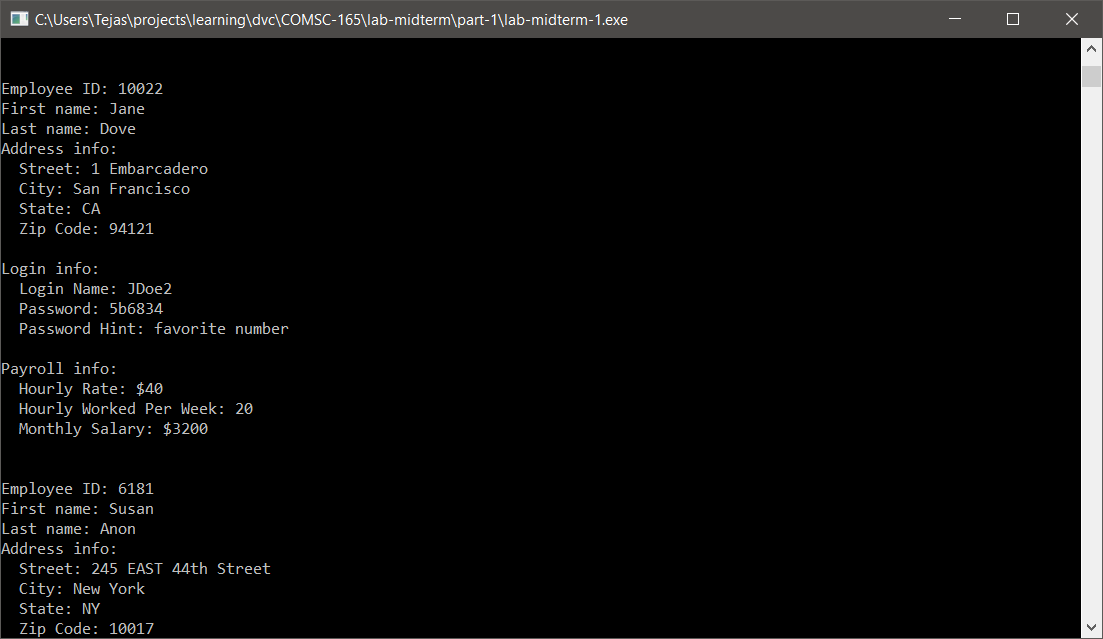 C:\Users\Tejas\projects\learning\dvc\COMSC-165\lab-midterm\part-1\lab-midterm-1.exe
Employee ID: 10022
First name: Jane
Last name: Dove
Address info:
  Street: 1 Embarcadero
  City: San Francisco
  State: CA
  Zip Code: 94121
Login info:
  Login Name: JDoe2
  Password: 5b6834
  Password Hint: favorite number
Payroll info:
  Hourly Rate: $40
  Hourly Worked Per Week: 20
  Monthly Salary: $3200
Employee ID: 6181
First name: Susan
Last name: Anon
Address info:
  Street: 245 EAST 44th Street
  City: New York
  State: NY
  Zip Code: 10017